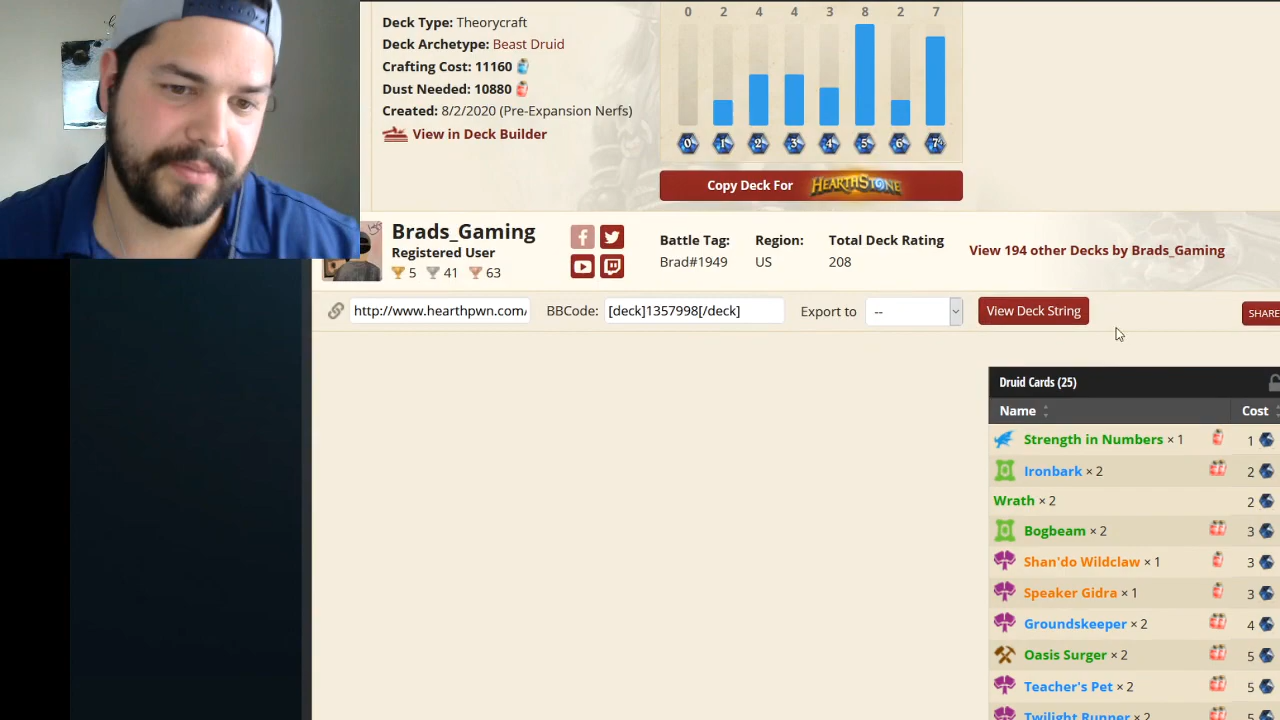 Deck Type: Theorycraft
Deck Archetype: Beast Druid
Crafting Cost: 11160
Dust Needed: 10880
Created: 8/2/2020 (Pre-Expansion Nerfs)
View in Deck Builder
0 2 4 4 3 8 2 7
0 1 2 3 4 5 6 7+
Copy Deck For HEARTHSTONE
Brads_Gaming
Registered User
5 41 63
Battle Tag: Region: Total Deck Rating
Brad#1949 US 208
View 194 other Decks by Brads_Gaming
http://www.hearthpwn.com/ BBCode: [deck]1357998[/deck] Export to -- View Deck String SHARE
Druid Cards (25)
Name Cost
Strength in Numbers × 1 1
Ironbark × 2 2
Wrath × 2 2
Bogbeam × 2 3
Shan'do Wildclaw × 1 3
Speaker Gidra × 1 3
Groundskeeper × 2 4
Oasis Surger × 2 5
Teacher's Pet × 2 5
Twilight Runner × 2 5